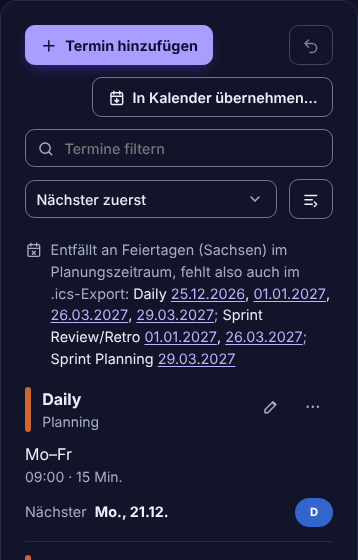 + Termin hinzufügen
In Kalender übernehmen...
Termine filtern
Nächster zuerst
Entfällt an Feiertagen (Sachsen) im
Planungszeitraum, fehlt also auch im
.ics-Export: Daily 25.12.2026, 01.01.2027,
26.03.2027, 29.03.2027; Sprint
Review/Retro 01.01.2027, 26.03.2027;
Sprint Planning 29.03.2027
Daily
Planning
Mo–Fr
09:00 · 15 Min.
Nächster Mo., 21.12.
D